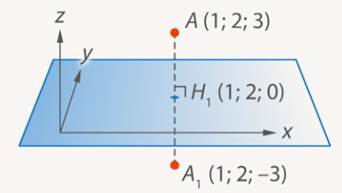 z
A (1; 2; 3)
y
H₁ (1; 2; 0)
x
A₁ (1; 2; –3)